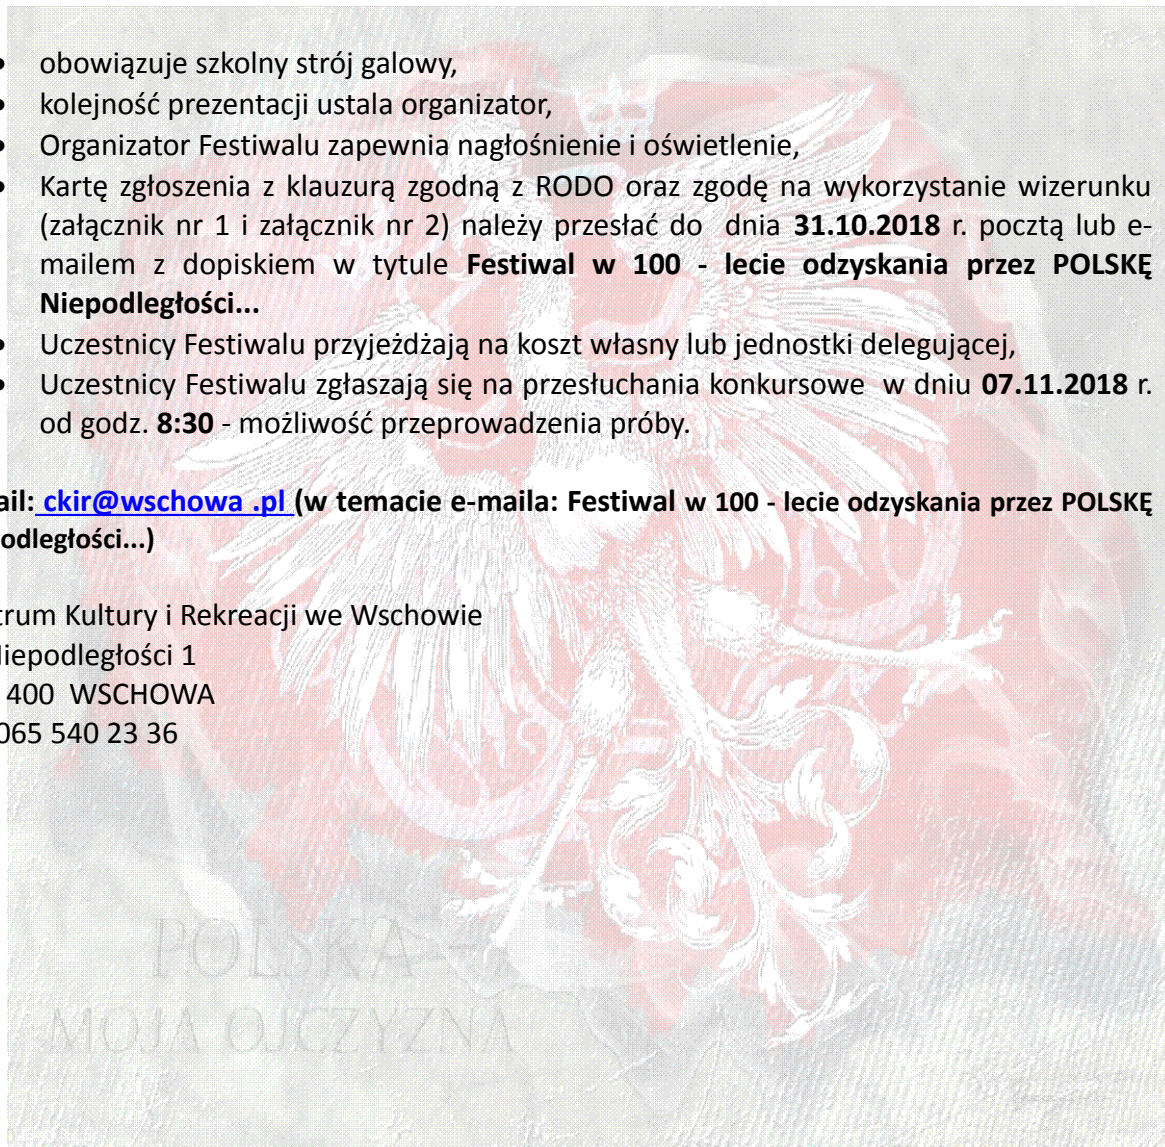 • obowiązuje szkolny strój galowy,
• kolejność prezentacji ustala organizator,
• Organizator Festiwalu zapewnia nagłośnienie i oświetlenie,
• Kartę zgłoszenia z klauzurą zgodną z RODO oraz zgodę na wykorzystanie wizerunku
(załącznik nr 1 i załącznik nr 2) należy przesłać do dnia 31.10.2018 r. pocztą lub e-
mailem z dopiskiem w tytule Festiwal w 100 - lecie odzyskania przez POLSKĘ
Niepodległości...
• Uczestnicy Festiwalu przyjeżdżają na koszt własny lub jednostki delegującej,
• Uczestnicy Festiwalu zgłaszają się na przesłuchania konkursowe w dniu 07.11.2018 r.
od godz. 8:30 - możliwość przeprowadzenia próby.
ail: ckir@wschowa .pl (w temacie e-maila: Festiwal w 100 - lecie odzyskania przez POLSKĘ
odległości...)
trum Kultury i Rekreacji we Wschowie
Niepodległości 1
400 WSCHOWA
065 540 23 36
POLSKA -
MOJA OJCZYZNA